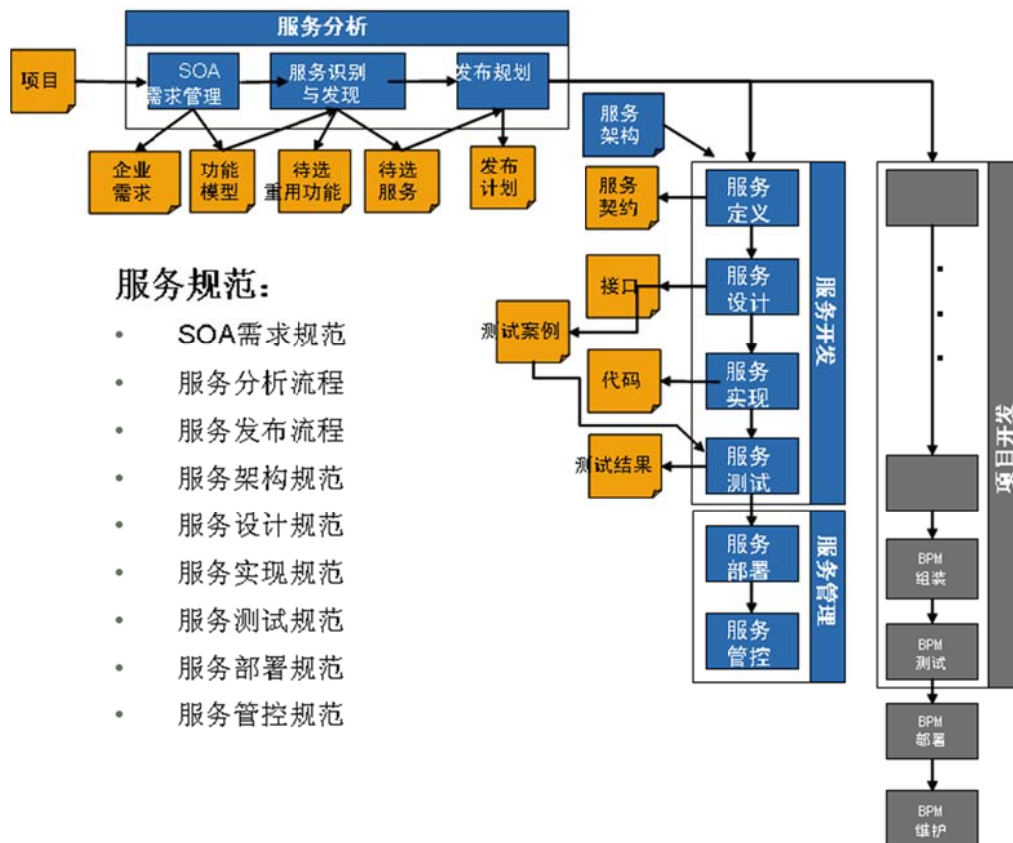 服务分析
项目
SOA
需求管理
服务识别
与发现
发布规划
企业
需求
功能
模型
待选
重用功能
待选
服务
发布
计划
服务
架构
服务
契约
服务
定义
接口
服务
设计
测试案例
代码
服务
实现
测试结果
服务
测试
服务开发
服务
部署
服务
管控
服务管理
项目开发
BPM
组装
BPM
测试
BPM
部署
BPM
维护
服务规范：
• SOA需求规范
• 服务分析流程
• 服务发布流程
• 服务架构规范
• 服务设计规范
• 服务实现规范
• 服务测试规范
• 服务部署规范
• 服务管控规范